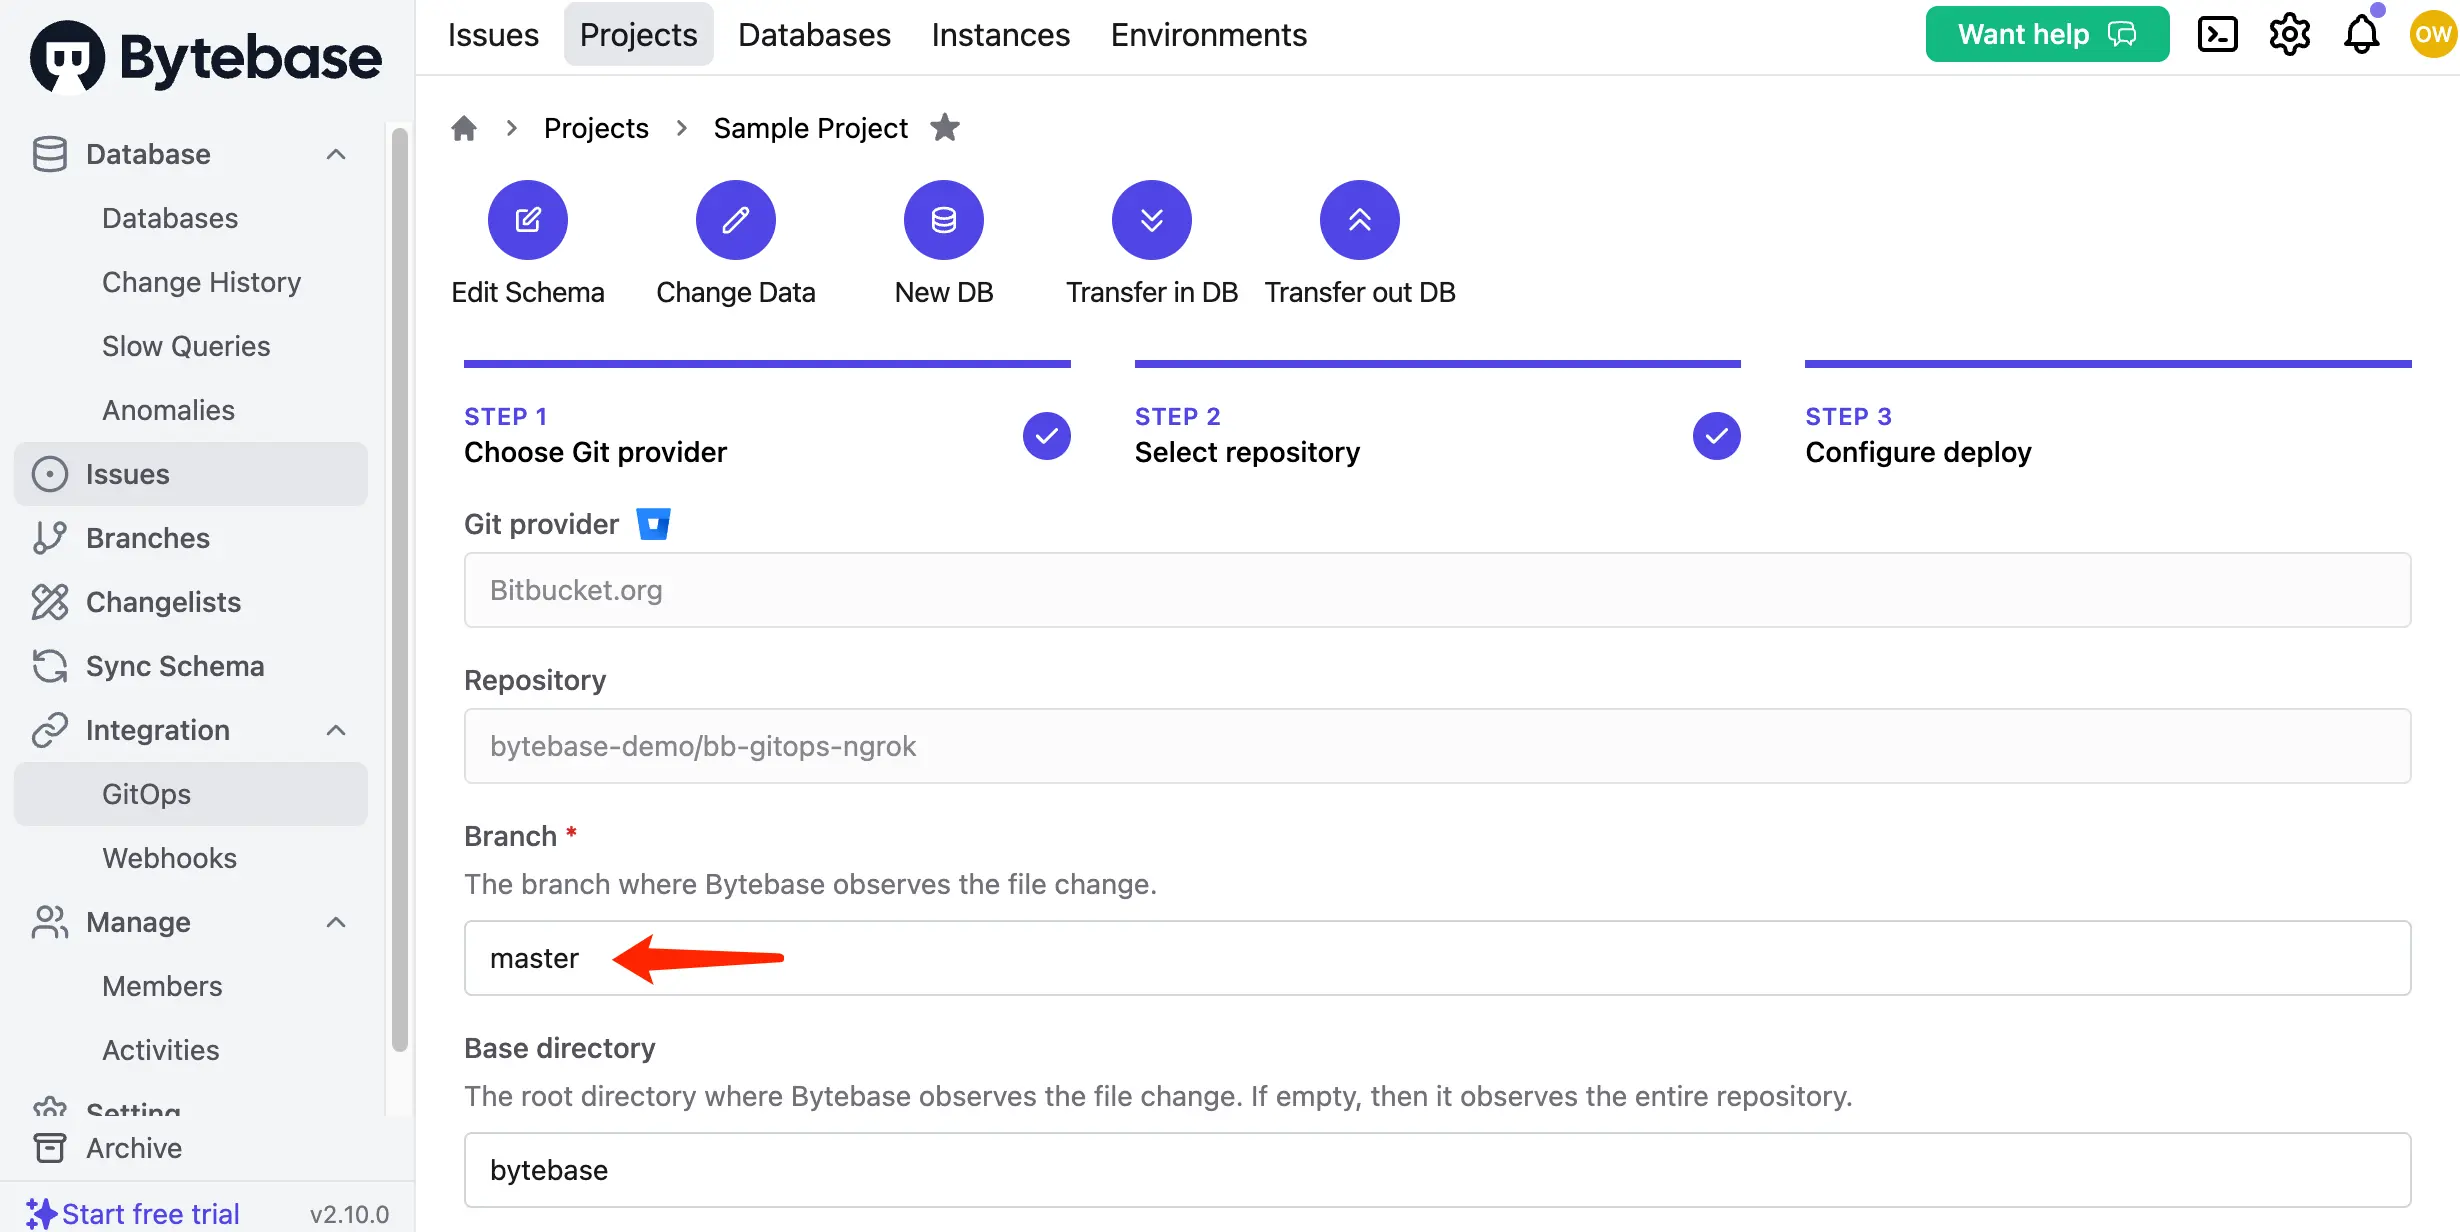 Bytebase
Issues Projects Databases Instances Environments Want help OW
Projects Sample Project
Edit Schema Change Data New DB Transfer in DB Transfer out DB
Database
Databases
Change History
Slow Queries
Anomalies
Issues
Branches
Changelists
Sync Schema
Integration
GitOps
Webhooks
Manage
Members
Activities
Setting
Archive
Start free trial v2.10.0
STEP 1
Choose Git provider
STEP 2
Select repository
STEP 3
Configure deploy
Git provider
Bitbucket.org
Repository
bytebase-demo/bb-gitops-ngrok
Branch *
The branch where Bytebase observes the file change.
master
Base directory
The root directory where Bytebase observes the file change. If empty, then it observes the entire repository.
bytebase